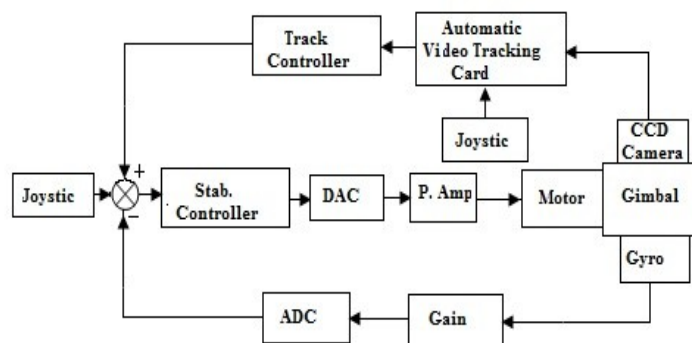 Track
Controller
Automatic
Video Tracking
Card
Joystic
CCD
Camera
Joystic
+
−
Stab.
Controller
DAC
P. Amp
Motor
Gimbal
Gyro
ADC
Gain